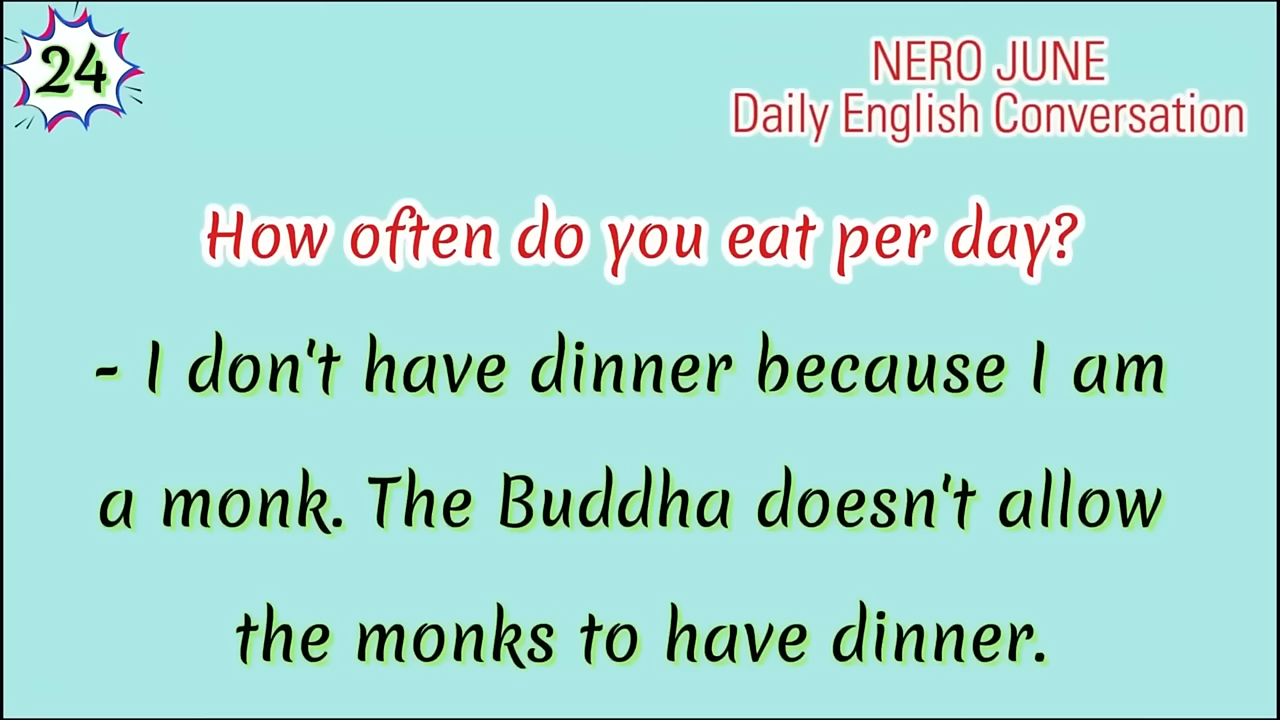 24
NERO JUNE
Daily English Conversation
How often do you eat per day?
- I don't have dinner because I am
a monk. The Buddha doesn't allow
the monks to have dinner.